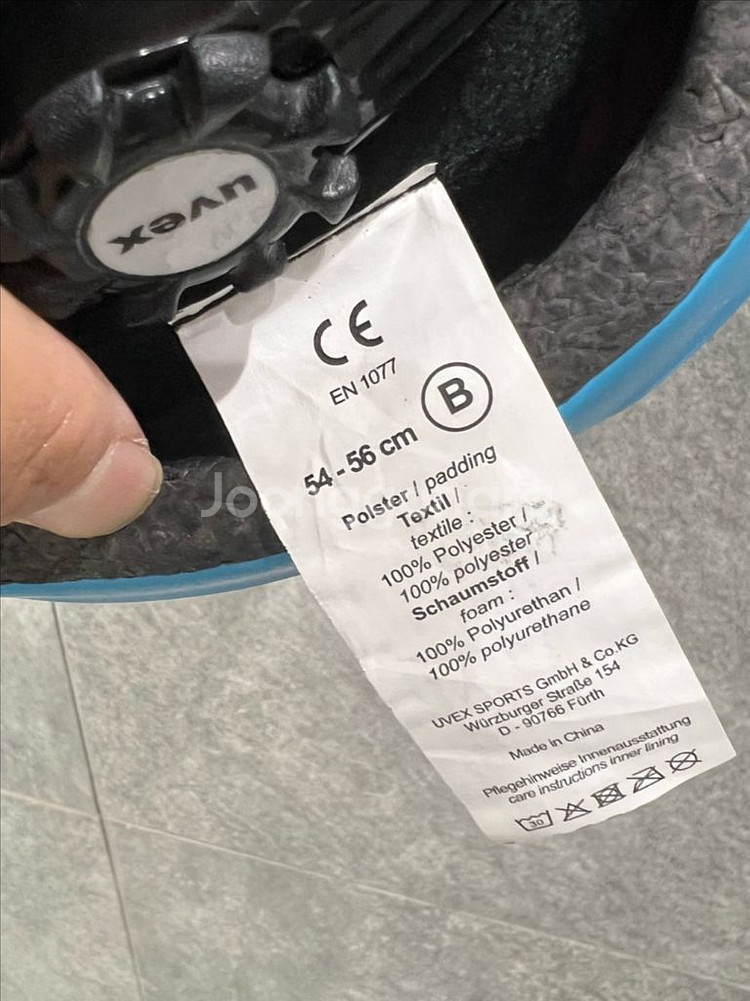 uvex
CE
EN 1077
B
54 - 56 cm
Polster / padding
Textil /
textile :
100% Polyester /
100% polyester
Schaumstoff /
foam :
100% Polyurethan /
100% polyurethane
UVEX SPORTS GmbH & Co.KG
Würzburger Straße 154
D - 90766 Fürth
Made in China
Pflegehinweise Innenausstattung
care instructions inner lining
30